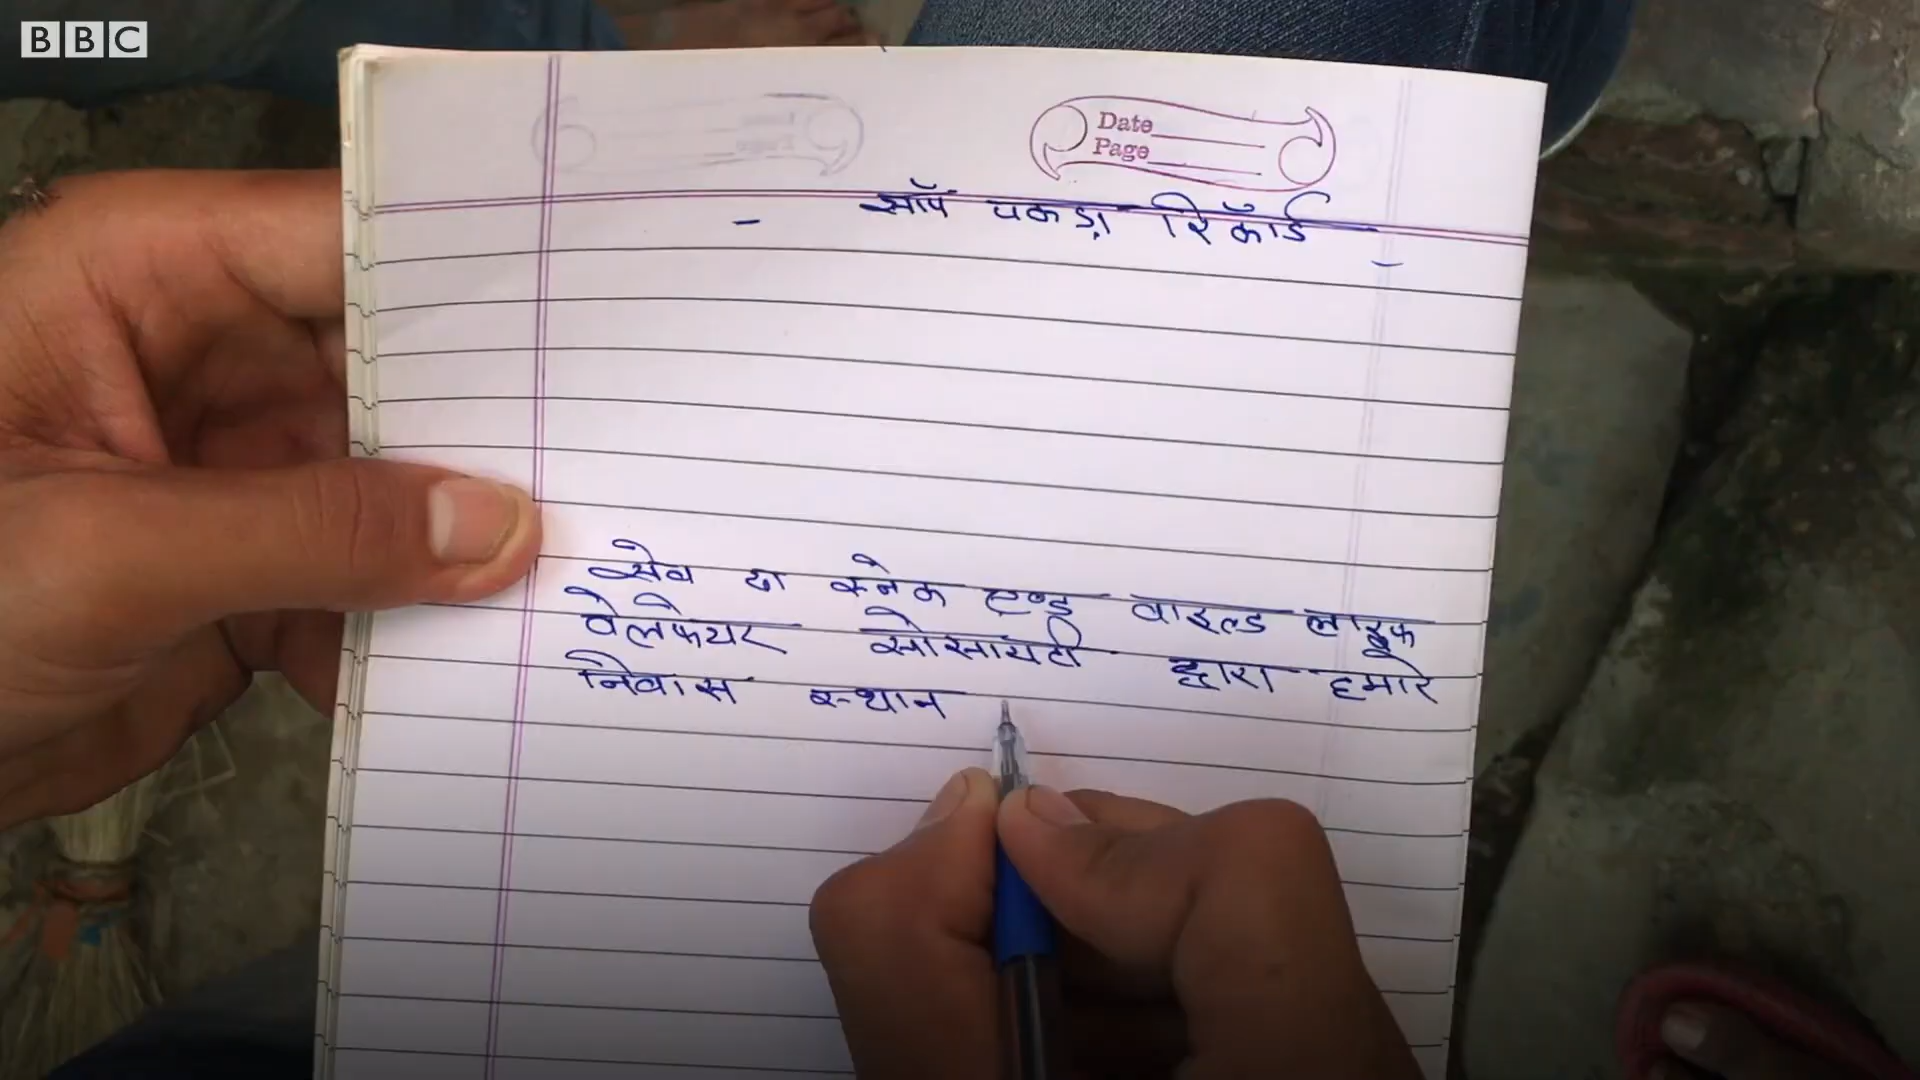 BBC
Date
Page
- सॉप पकड़ा रिकॉर्ड -
सेव दा स्नेक एण्ड वाइल्ड लाइफ
वेलफेयर सोसायटी द्वारा हमारे
निवास स्थान